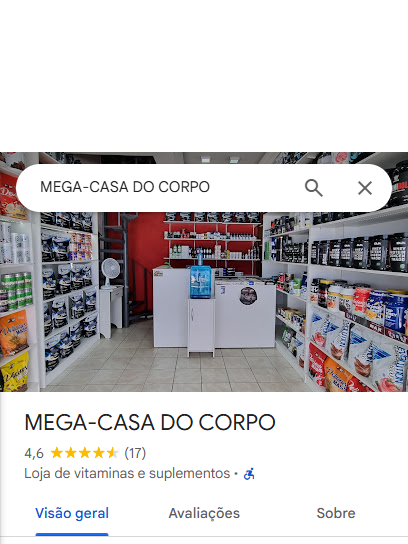 MEGA-CASA DO CORPO
MEGA-CASA DO CORPO
4,6 (17)
Loja de vitaminas e suplementos ·
Visão geral
Avaliações
Sobre